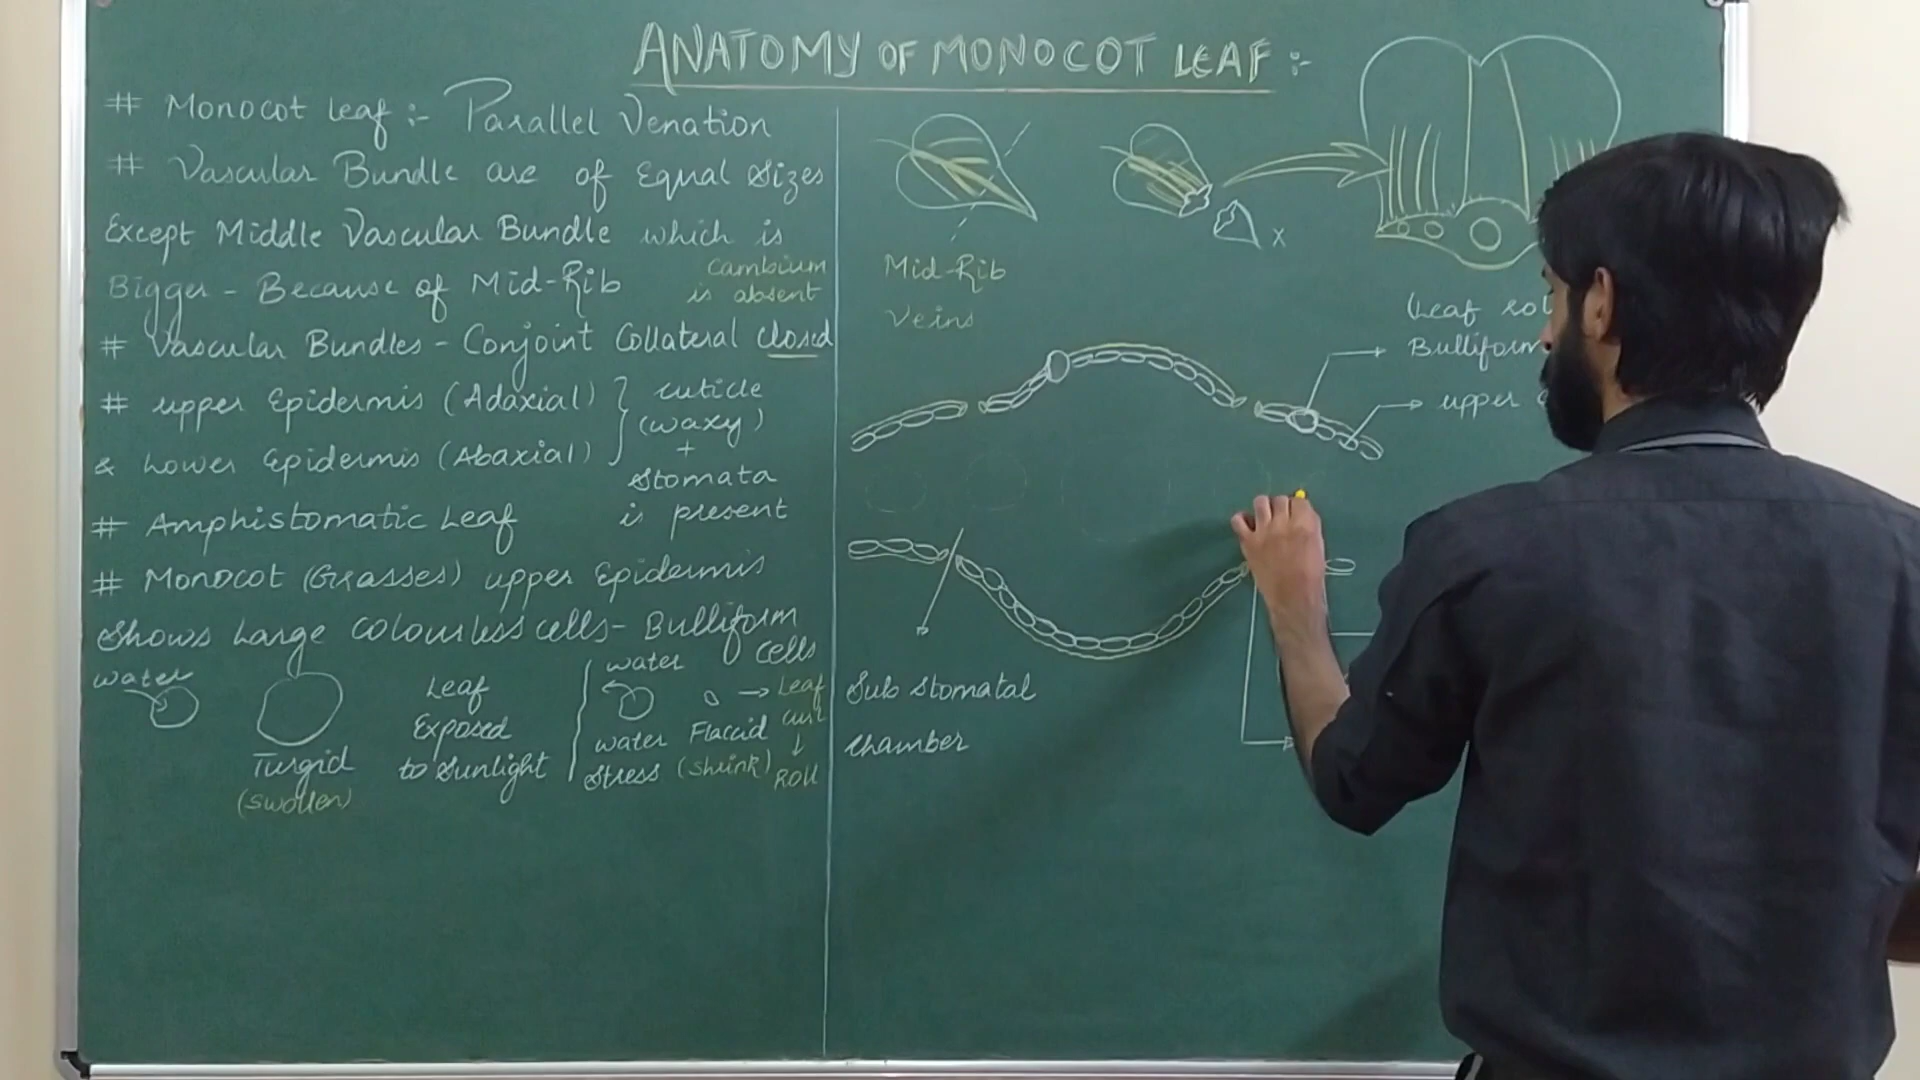 ANATOMY OF MONOCOT LEAF :-
# Monocot Leaf :- Parallel Venation
# Vascular Bundle are of Equal Sizes
Except Middle Vascular Bundle which is
Bigger - Because of Mid-Rib
Cambium
is absent
# Vascular Bundles - Conjoint Collateral closed
# upper Epidermis (Adaxial)
& Lower Epidermis (Abaxial)
cuticle
(waxy)
+
Stomata
is present
# Amphistomatic Leaf
# Monocot (Grasses) upper Epidermis
Shows Large colourless cells - Bulliform
cells
water
Turgid
(swollen)
Leaf
Exposed
to Sunlight
water
water
Stress
Flaccid
(shrink)
→ Leaf
curl
↓
Roll
Mid-Rib
Veins
x
(Leaf
Bulliform
upper
Sub Stomatal
chamber